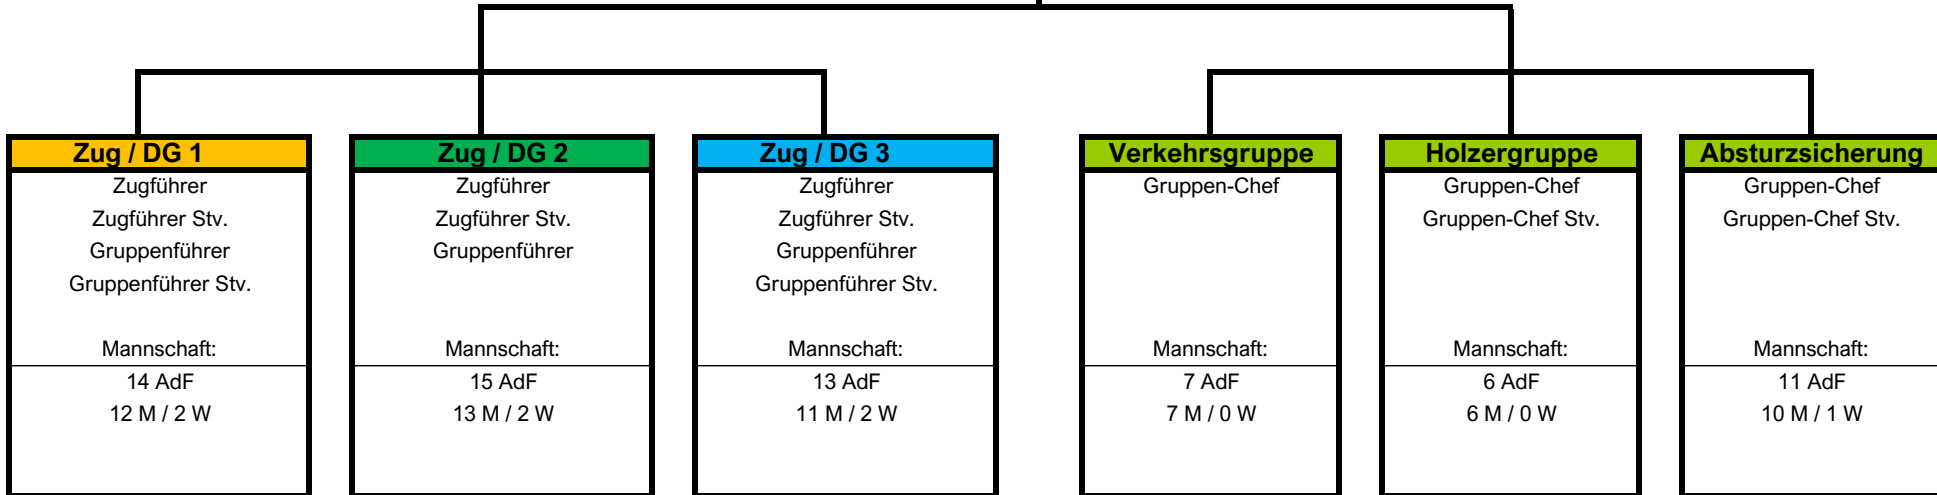 Zug / DG 1
Zugführer
Zugführer Stv.
Gruppenführer
Gruppenführer Stv.
Mannschaft:
14 AdF
12 M / 2 W
Zug / DG 2
Zugführer
Zugführer Stv.
Gruppenführer
Mannschaft:
15 AdF
13 M / 2 W
Zug / DG 3
Zugführer
Zugführer Stv.
Gruppenführer
Gruppenführer Stv.
Mannschaft:
13 AdF
11 M / 2 W
Verkehrsgruppe
Gruppen-Chef
Mannschaft:
7 AdF
7 M / 0 W
Holzergruppe
Gruppen-Chef
Gruppen-Chef Stv.
Mannschaft:
6 AdF
6 M / 0 W
Absturzsicherung
Gruppen-Chef
Gruppen-Chef Stv.
Mannschaft:
11 AdF
10 M / 1 W